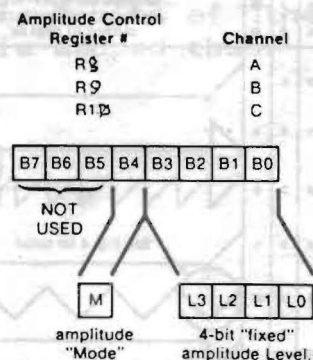 Amplitude Control
Register # Channel
R8 A
R9 B
R10 C
B7 B6 B5 B4 B3 B2 B1 B0
NOT
USED
M L3 L2 L1 L0
amplitude 4-bit "fixed"
"Mode" amplitude Level.